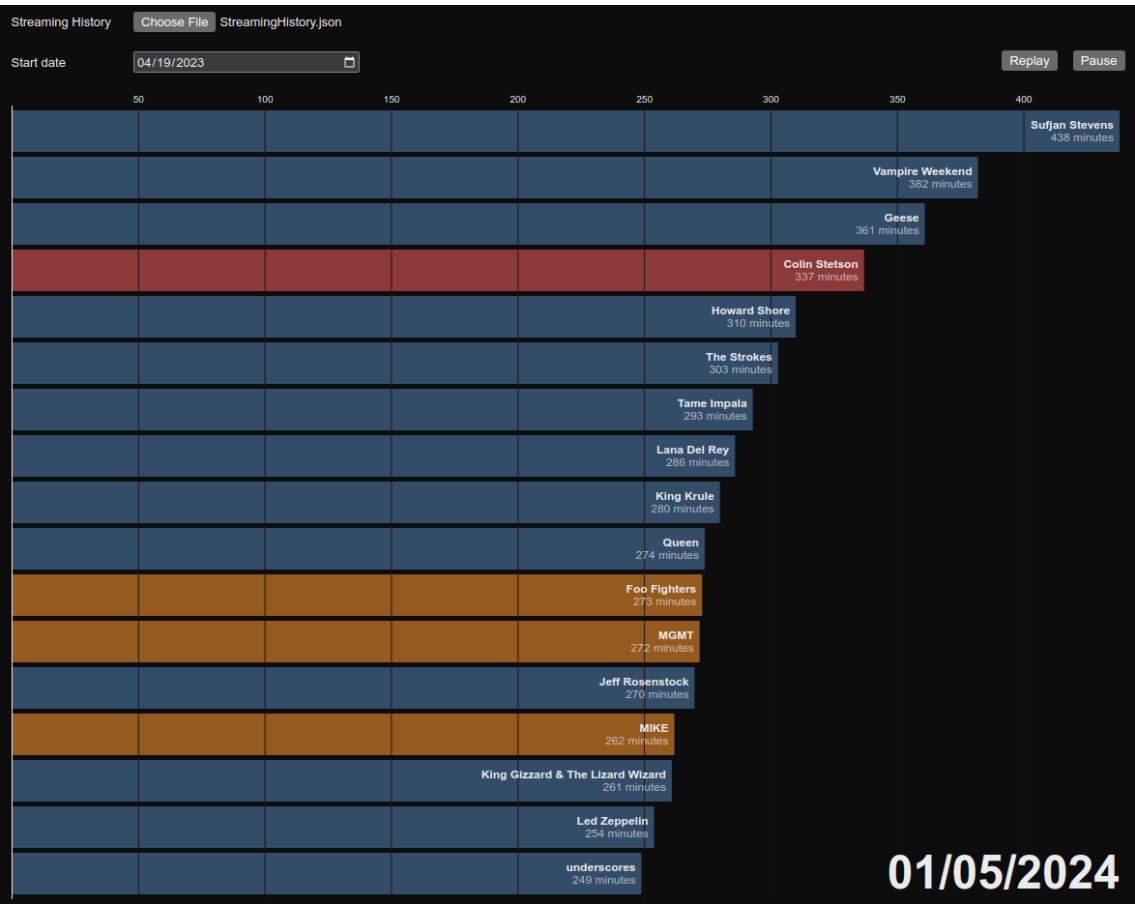 Streaming History Choose File StreamingHistory.json
Start date 04/19/2023 Replay Pause
50 100 150 200 250 300 350 400
Sufjan Stevens
438 minutes
Vampire Weekend
382 minutes
Geese
361 minutes
Colin Stetson
337 minutes
Howard Shore
310 minutes
The Strokes
303 minutes
Tame Impala
293 minutes
Lana Del Rey
286 minutes
King Krule
280 minutes
Queen
274 minutes
Foo Fighters
273 minutes
MGMT
272 minutes
Jeff Rosenstock
270 minutes
MIKE
262 minutes
King Gizzard & The Lizard Wizard
261 minutes
Led Zeppelin
254 minutes
underscores
249 minutes
01/05/2024